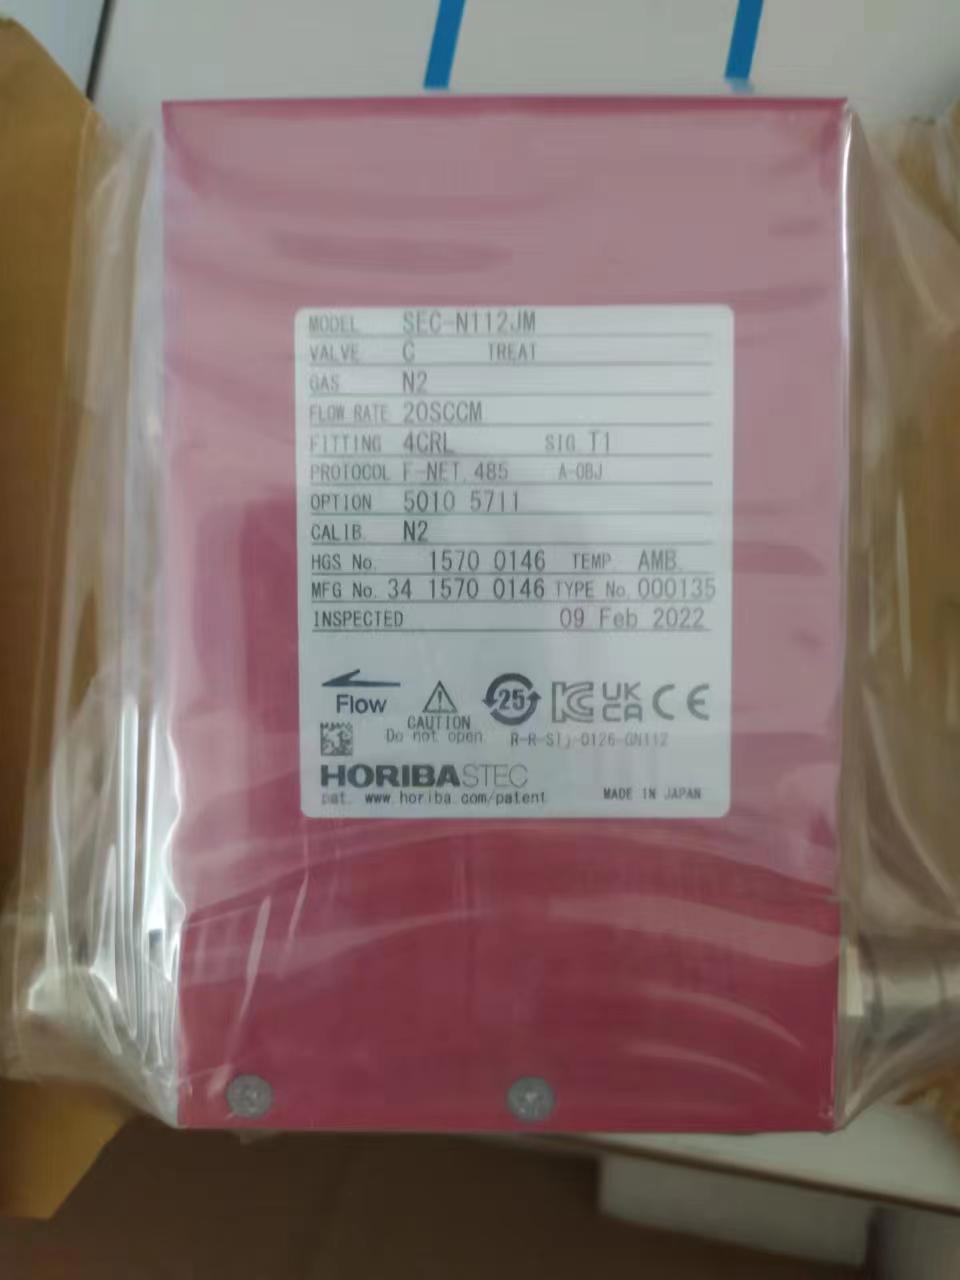 MODEL SEC-N112JM
VALVE C TREAT
GAS N2
FLOW RATE 20SCCM
FITTING 4CRL SIG T1
PROTOCOL F-NET, 485 A-OBJ
OPTION 5010 5711
CALIB. N2
HGS No. 1570 0146 TEMP. AMB.
MFG No. 34 1570 0146 TYPE No. 000135
INSPECTED 09 Feb 2022
Flow
CAUTION
Do not open
25
UK
CA
CE
R-R-STj-0126-GN112
HORIBASTEC
pat. www.horiba.com/patent
MADE IN JAPAN